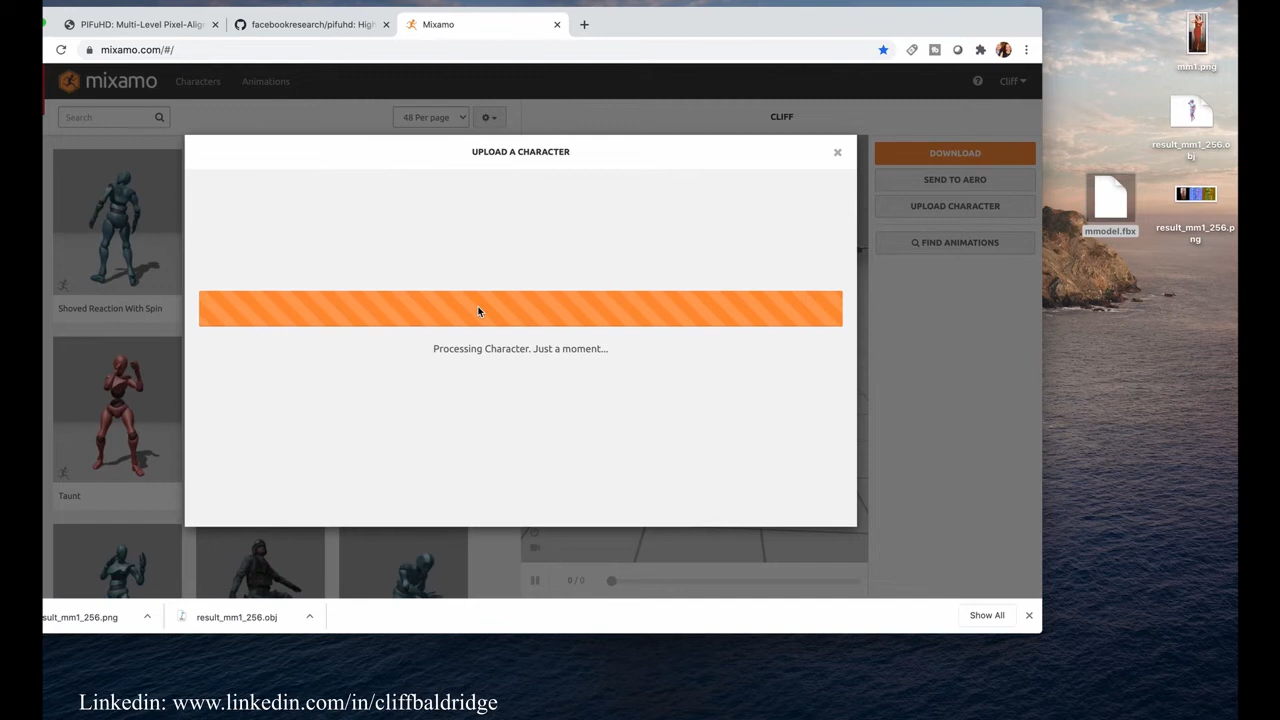 PIFuHD: Multi-Level Pixel-Alig
facebookresearch/pifuhd: High
Mixamo
mixamo.com/#/
mixamo
Characters
Animations
Cliff
Search
48 Per page
CLIFF
UPLOAD A CHARACTER
DOWNLOAD
SEND TO AERO
UPLOAD CHARACTER
FIND ANIMATIONS
Shoved Reaction With Spin
Processing Character. Just a moment...
Taunt
0 / 0
sult_mm1_256.png
result_mm1_256.obj
Show All
mm1.png
result_mm1_256.o
bj
mmodel.fbx
result_mm1_256.p
ng
Linkedin: www.linkedin.com/in/cliffbaldridge